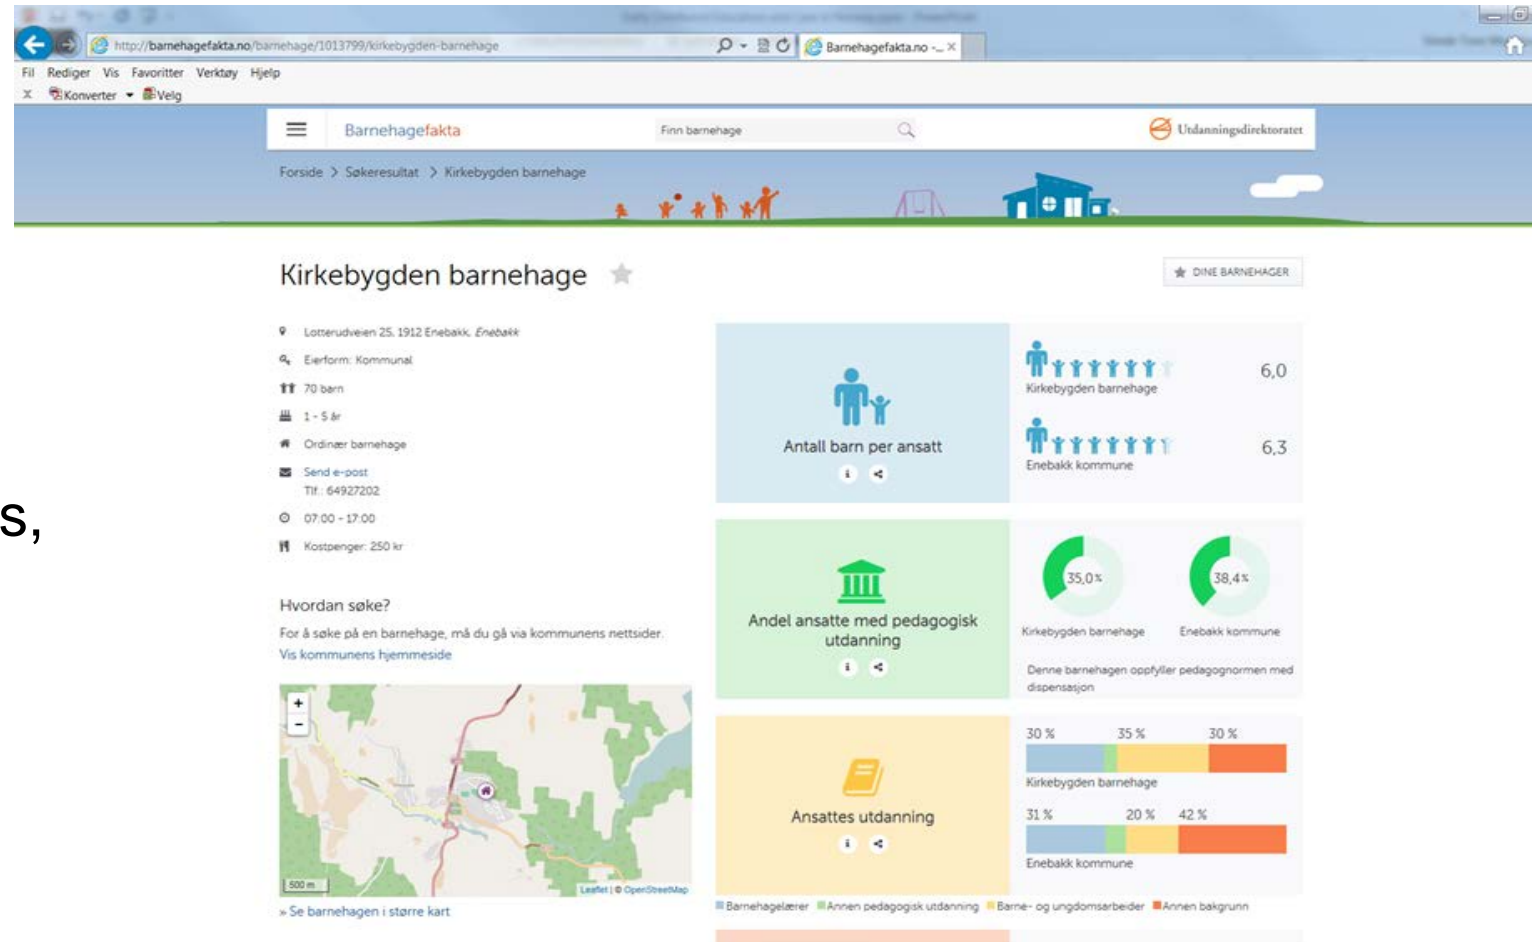 http://barnehagefakta.no/barnehage/1013799/kirkebygden-barnehage
Barnehagefakta.no -...
Fil Rediger Vis Favoritter Verktøy Hjelp
x Konverter Velg
Barnehagefakta
Finn barnehage
Utdanningsdirektoratet
Forside > Søkeresultat > Kirkebygden barnehage
Kirkebygden barnehage
DINE BARNEHAGER
Lotterudveien 25, 1912 Enebakk, Enebakk
Eierform: Kommunal
70 barn
1 - 5 år
Ordinær barnehage
Send e-post
Tlf.: 64927202
07:00 - 17:00
Kostpenger: 250 kr
s,
Hvordan søke?
For å søke på en barnehage, må du gå via kommunens nettsider.
Vis kommunens hjemmeside
+
-
500 m
Leaflet | © OpenStreetMap
» Se barnehagen i større kart
Antall barn per ansatt
Kirkebygden barnehage
6,0
Enebakk kommune
6,3
Andel ansatte med pedagogisk
utdanning
35,0%
38,4%
Kirkebygden barnehage
Enebakk kommune
Denne barnehagen oppfyller pedagognormen med
dispensasjon
Ansattes utdanning
30 % 35 % 30 %
Kirkebygden barnehage
31 % 20 % 42 %
Enebakk kommune
Barnehagelærer Annen pedagogisk utdanning Barne- og ungdomsarbeider Annen bakgrunn